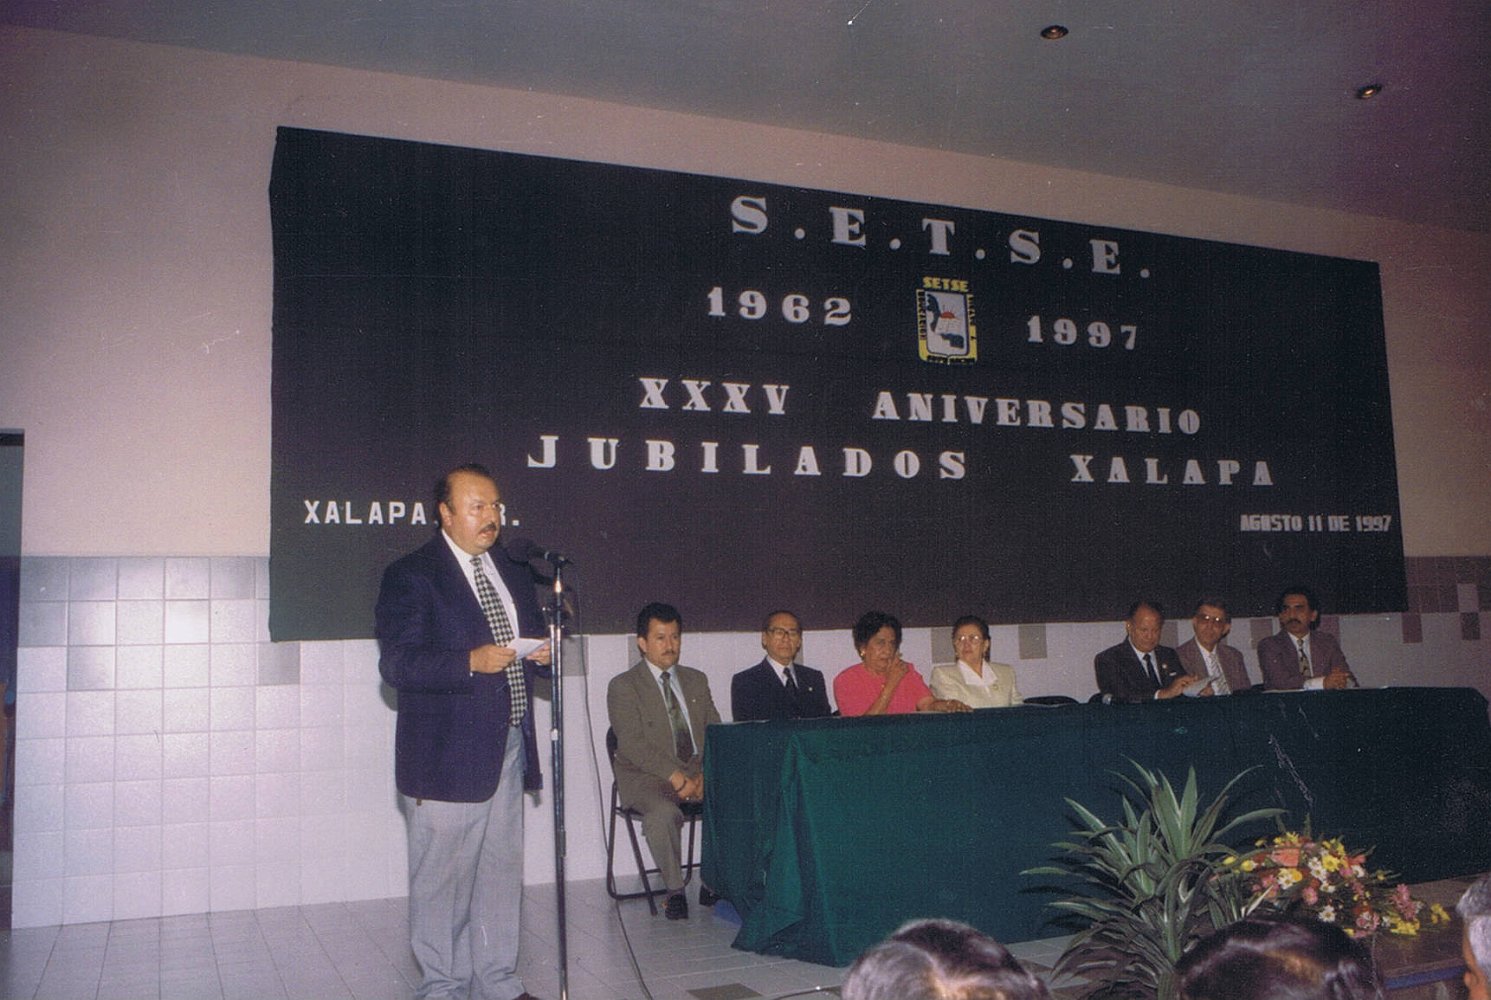 S.E.T.S.E.
1962 SETSE 1997
XXXV ANIVERSARIO
JUBILADOS XALAPA
XALAPA R.
AGOSTO 11 DE 1997